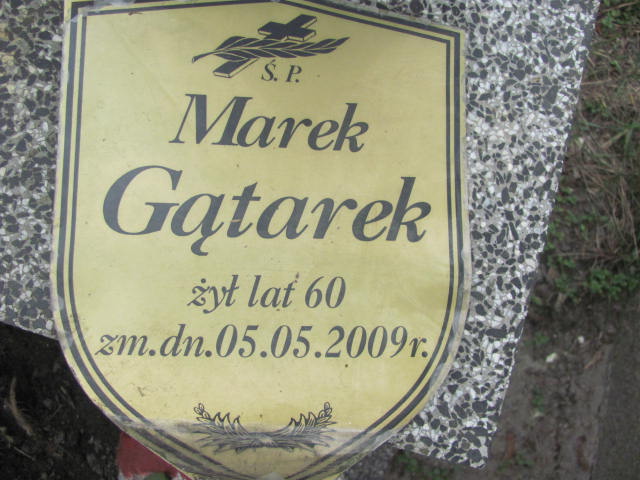 Ś. P.
Marek
Gątarek
żył lat 60
zm.dn.05.05.2009r.